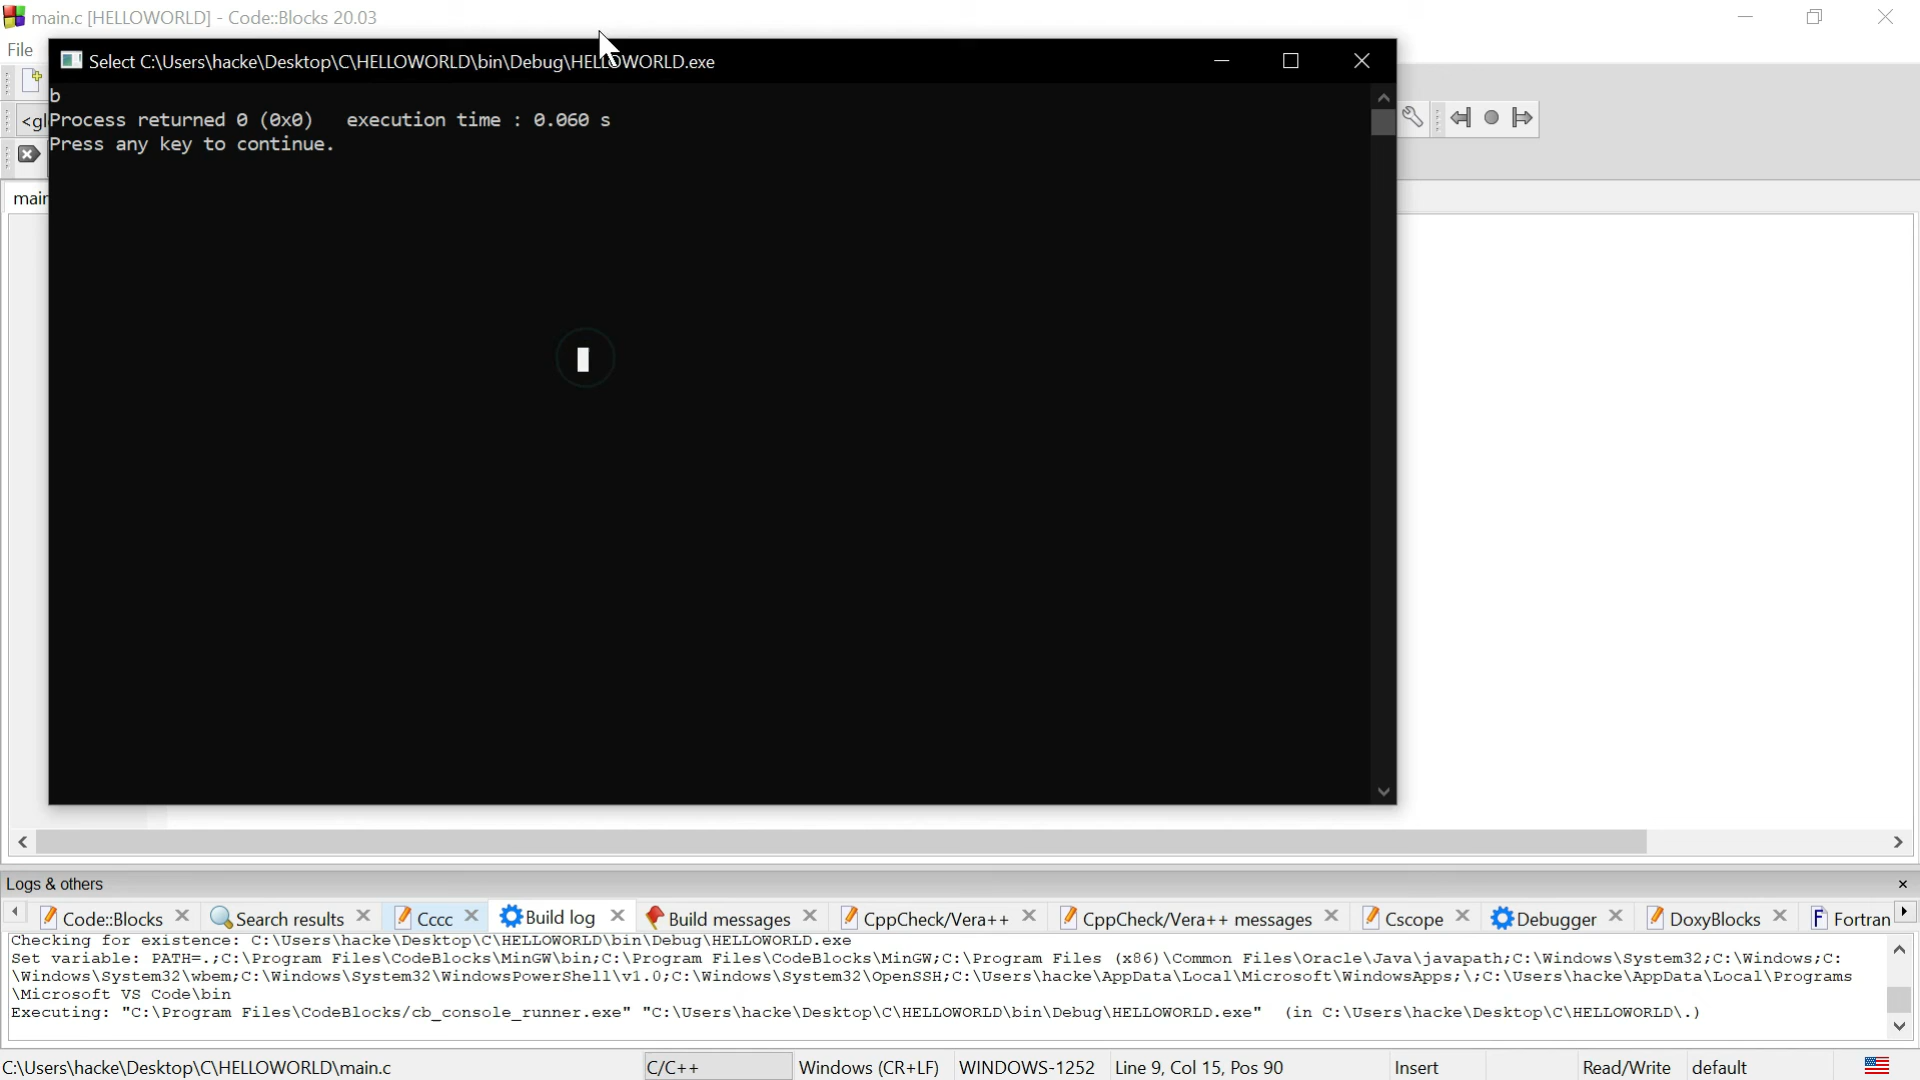 main.c [HELLOWORLD] - Code::Blocks 20.03
File
Select C:\Users\hacke\Desktop\C\HELLOWORLD\bin\Debug\HELLOWORLD.exe
b
<gl
Process returned 0 (0x0)   execution time : 0.060 s
Press any key to continue.
main
Logs & others
Code::Blocks Search results Cccc Build log Build messages CppCheck/Vera++ CppCheck/Vera++ messages Cscope Debugger DoxyBlocks Fortran
Checking for existence: C:\Users\hacke\Desktop\C\HELLOWORLD\bin\Debug\HELLOWORLD.exe
Set variable: PATH=.;C:\Program Files\CodeBlocks\MinGW\bin;C:\Program Files\CodeBlocks\MinGW;C:\Program Files (x86)\Common Files\Oracle\Java\javapath;C:\Windows\System32;C:\Windows;C:
\Windows\System32\wbem;C:\Windows\System32\WindowsPowerShell\v1.0;C:\Windows\System32\OpenSSH;C:\Users\hacke\AppData\Local\Microsoft\WindowsApps;\;C:\Users\hacke\AppData\Local\Programs
\Microsoft VS Code\bin
Executing: "C:\Program Files\CodeBlocks/cb_console_runner.exe" "C:\Users\hacke\Desktop\C\HELLOWORLD\bin\Debug\HELLOWORLD.exe"  (in C:\Users\hacke\Desktop\C\HELLOWORLD\.)
C:\Users\hacke\Desktop\C\HELLOWORLD\main.c C/C++ Windows (CR+LF) WINDOWS-1252 Line 9, Col 15, Pos 90 Insert Read/Write default